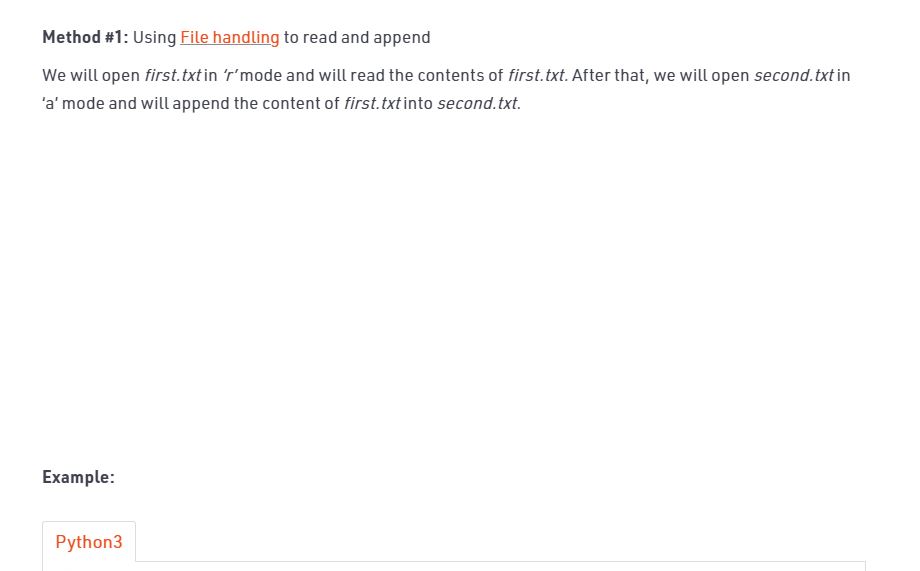 Method #1: Using File handling to read and append
We will open first.txt in ‘r’ mode and will read the contents of first.txt. After that, we will open second.txt in
‘a’ mode and will append the content of first.txt into second.txt.
Example:
Python3